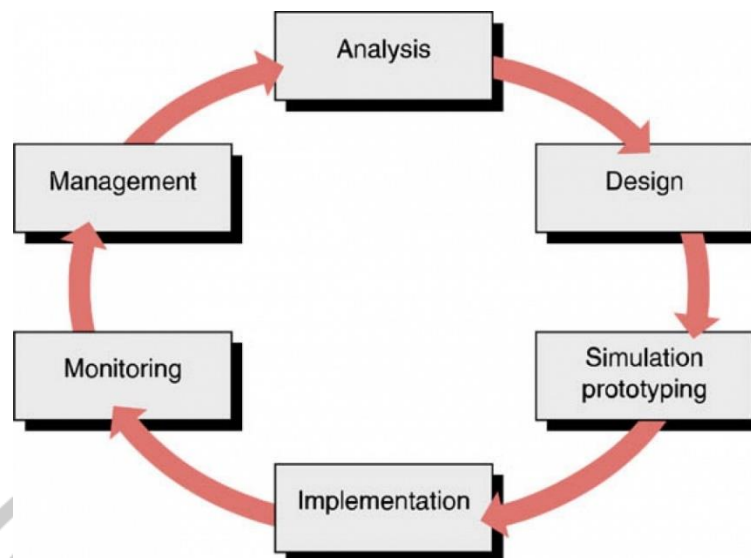 Analysis
Design
Simulation
prototyping
Implementation
Monitoring
Management